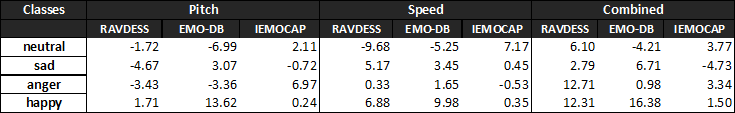 Classes Pitch Speed Combined
RAVDESS EMO-DB IEMOCAP RAVDESS EMO-DB IEMOCAP RAVDESS EMO-DB IEMOCAP
neutral -1.72 -6.99 2.11 -9.68 -5.25 7.17 6.10 -4.21 3.77
sad -4.67 3.07 -0.72 5.17 3.45 0.45 2.79 6.71 -4.73
anger -3.43 -3.36 6.97 0.33 1.65 -0.53 12.71 0.98 3.34
happy 1.71 13.62 0.24 6.88 9.98 0.35 12.31 16.38 1.50